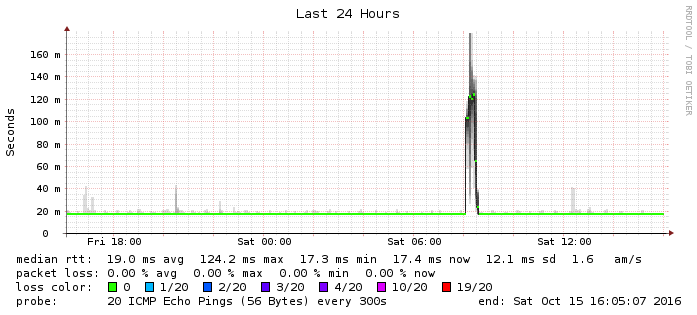 Last 24 Hours
RRDTOOL / TOBI OETIKER
Seconds
160 m
140 m
120 m
100 m
80 m
60 m
40 m
20 m
0
Fri 18:00 Sat 00:00 Sat 06:00 Sat 12:00
median rtt: 19.0 ms avg 124.2 ms max 17.3 ms min 17.4 ms now 12.1 ms sd 1.6 am/s
packet loss: 0.00 % avg 0.00 % max 0.00 % min 0.00 % now
loss color: 0 1/20 2/20 3/20 4/20 10/20 19/20
probe: 20 ICMP Echo Pings (56 Bytes) every 300s end: Sat Oct 15 16:05:07 2016